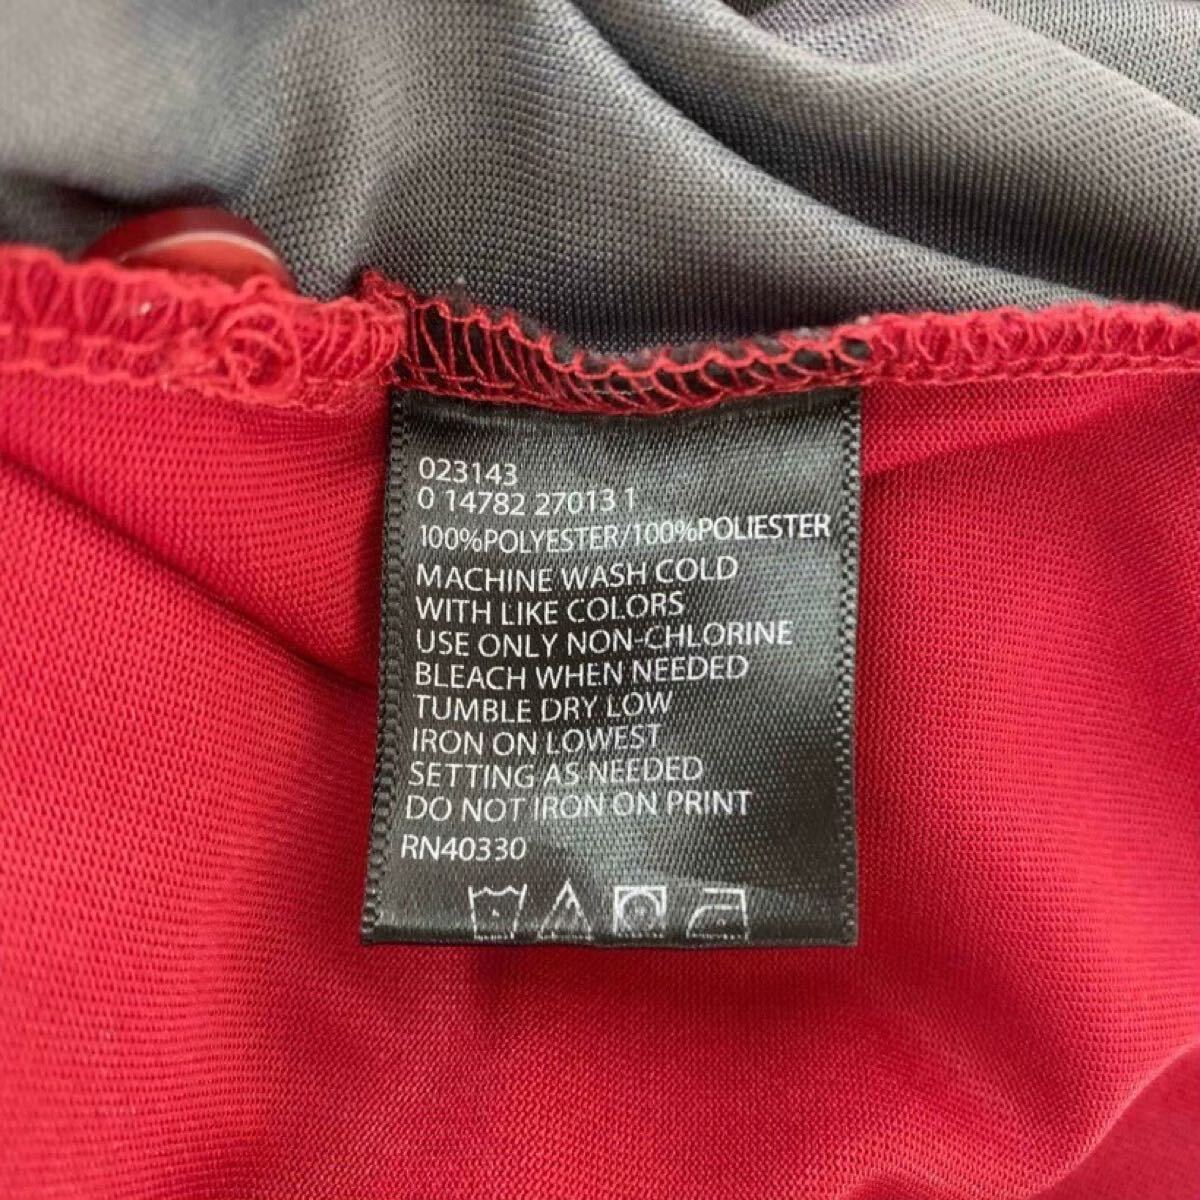 023143
0 14782 27013 1
100%POLYESTER/100%POLIESTER
MACHINE WASH COLD
WITH LIKE COLORS
USE ONLY NON-CHLORINE
BLEACH WHEN NEEDED
TUMBLE DRY LOW
IRON ON LOWEST
SETTING AS NEEDED
DO NOT IRON ON PRINT
RN40330